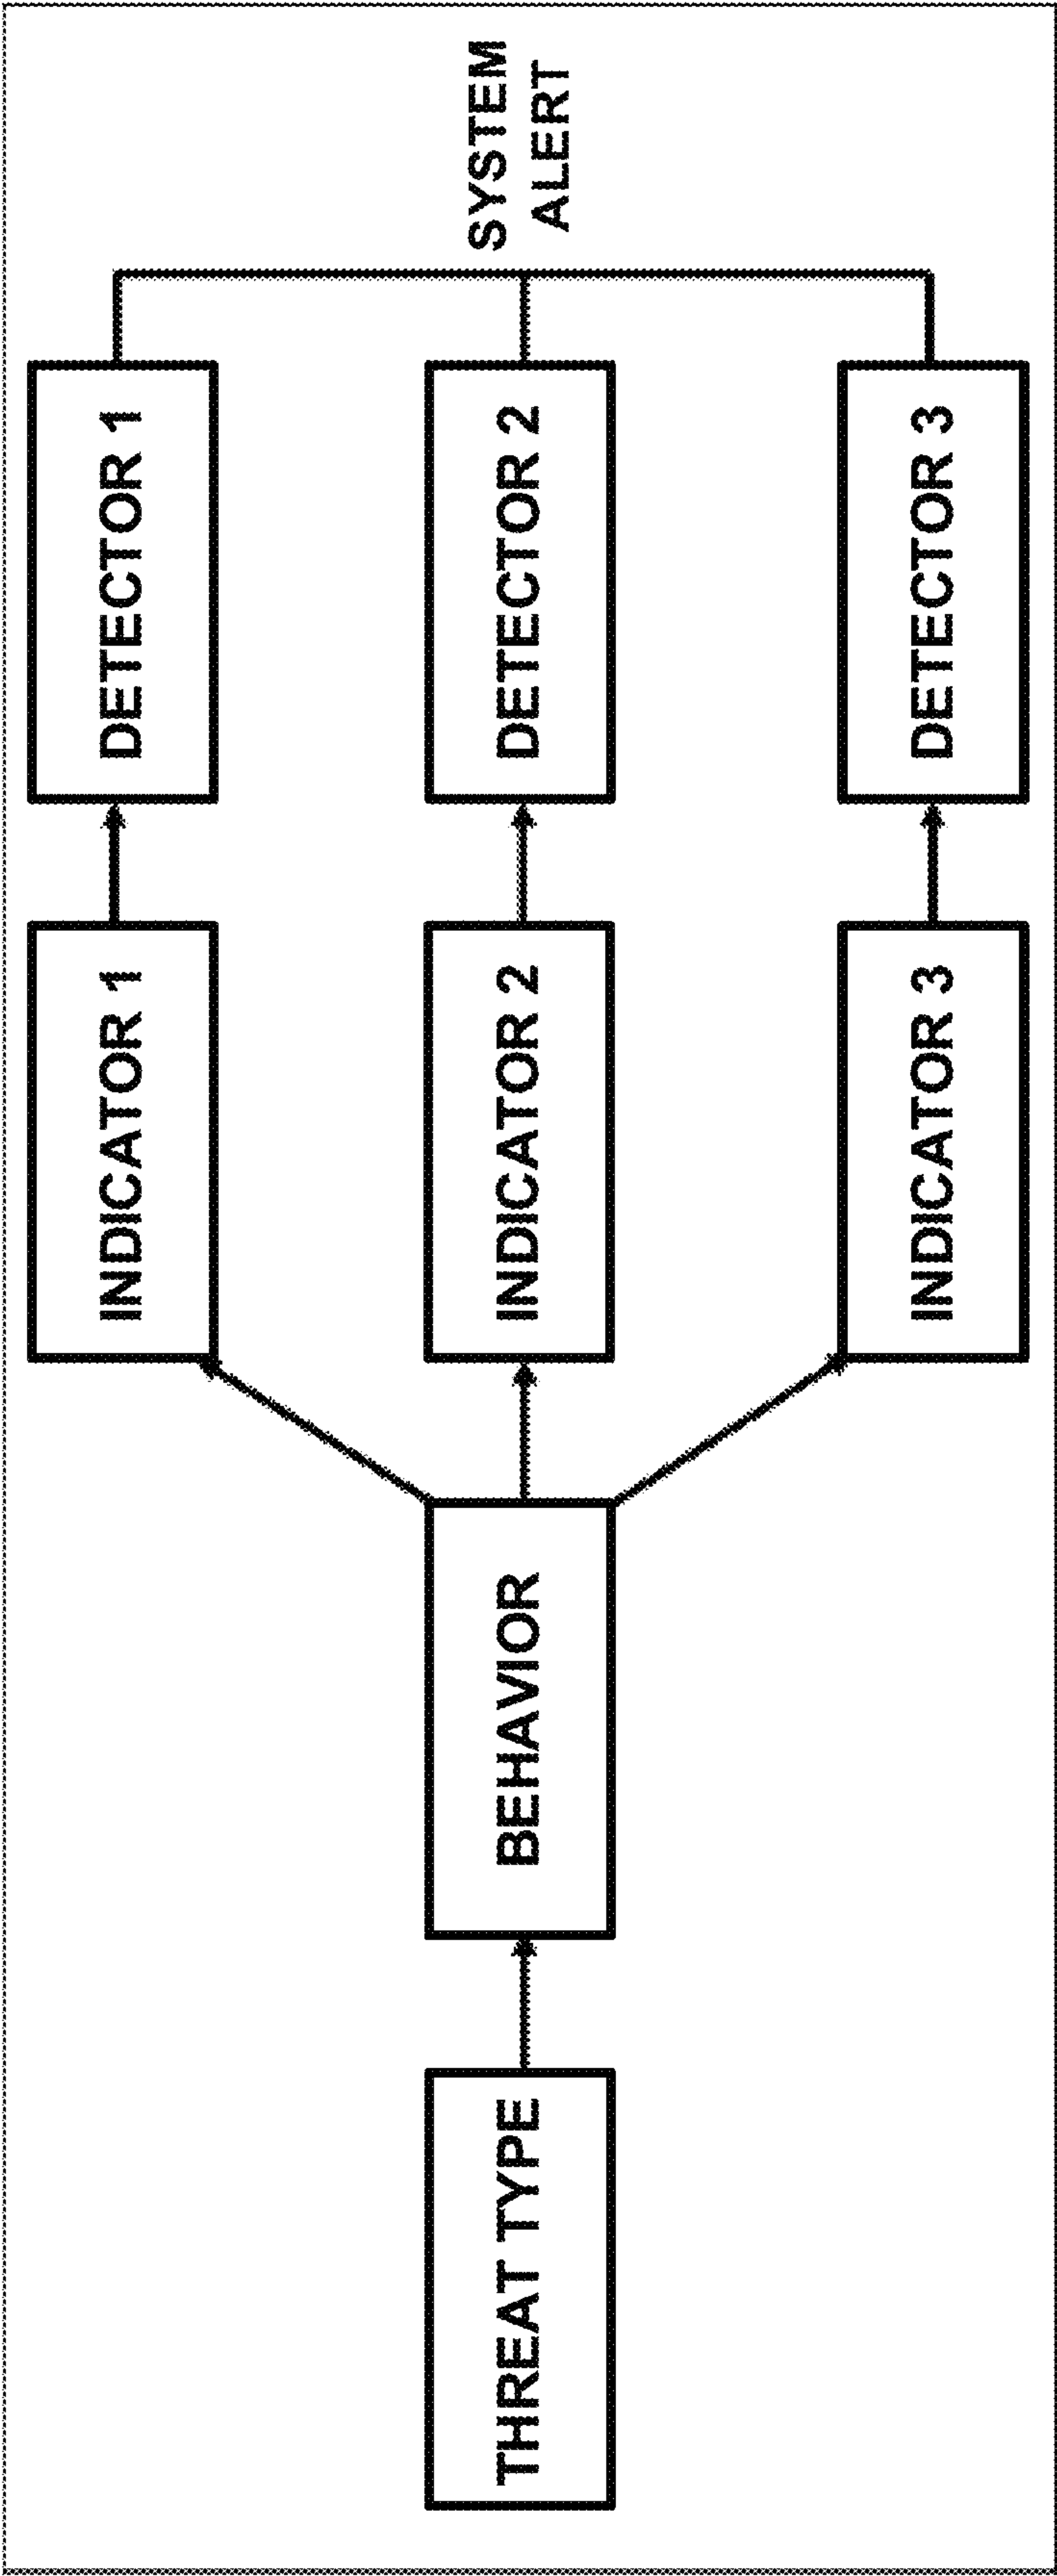 THREAT TYPE
BEHAVIOR
INDICATOR 1
INDICATOR 2
INDICATOR 3
DETECTOR 1
DETECTOR 2
DETECTOR 3
SYSTEM
ALERT